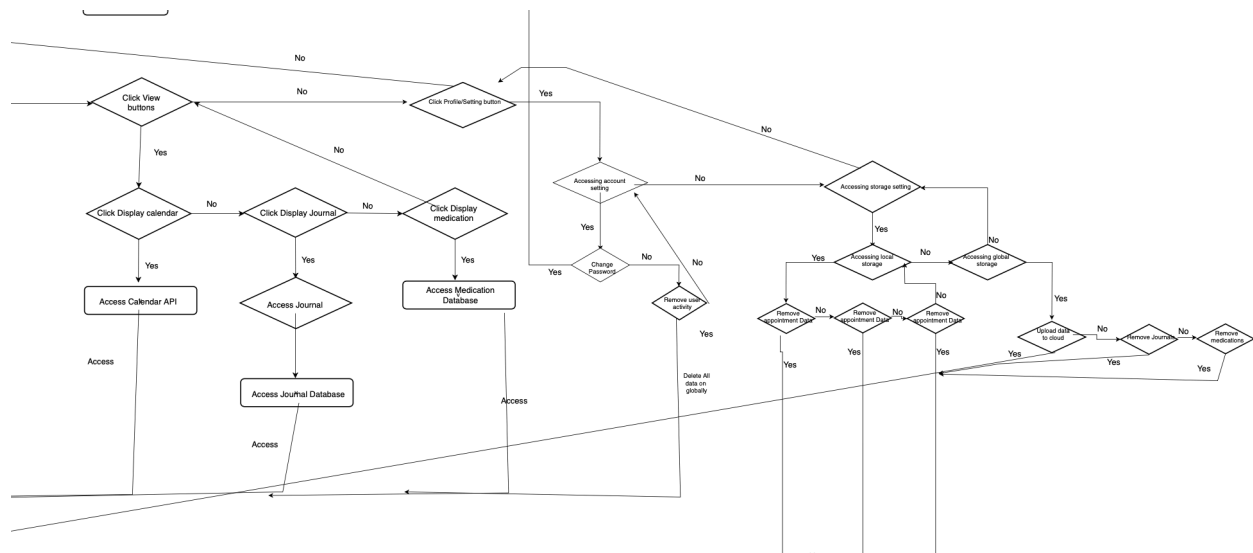 No
No
No
Click View
buttons
Click Profile/Setting button
Yes
No
Yes
No
Accessing account
setting
No
Accessing storage setting
Click Display calendar
No
Click Display Journal
No
Click Display
medication
Yes
Yes
Yes
Yes
Yes
No
Yes
Change
Password
No
No
Yes
Accessing local
storage
No
Accessing global
storage
Access Calendar API
Access Journal
Access Medication
Database
Remove user
activity
No
Yes
Remove
appointment Data
No
Remove
appointment Data
No
Remove
appointment Data
Upload data
to cloud
No
Remove Journals
No
Remove
medications
Yes
Yes
Yes
Yes
Yes
Yes
Yes
Access
Delete All
data on
globally
Access Journal Database
Access
Access